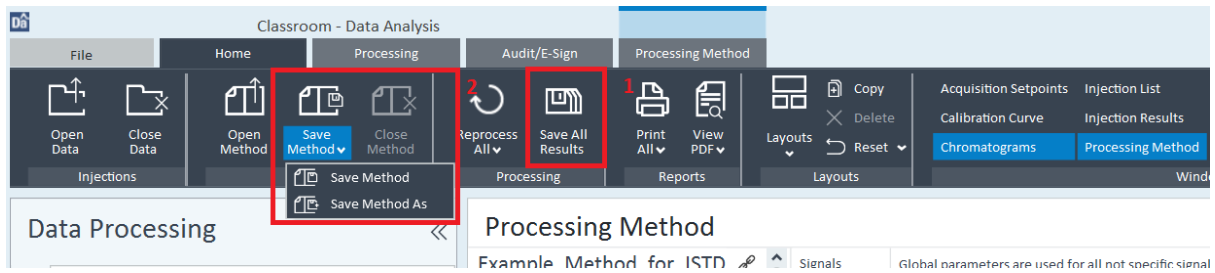 Classroom - Data Analysis
File Home Processing Audit/E-Sign Processing Method
2 1
Copy Acquisition Setpoints Injection List
Delete Calibration Curve Injection Results
Reset Chromatograms Processing Method
Open Data
Close Data
Open Method
Save Method
Close Method
Reprocess All
Save All Results
Print All
View PDF
Layouts
Injections Processing Reports Layouts
Save Method
Save Method As
Data Processing
Processing Method
Example Method for ISTD Signals Global parameters are used for all not specific